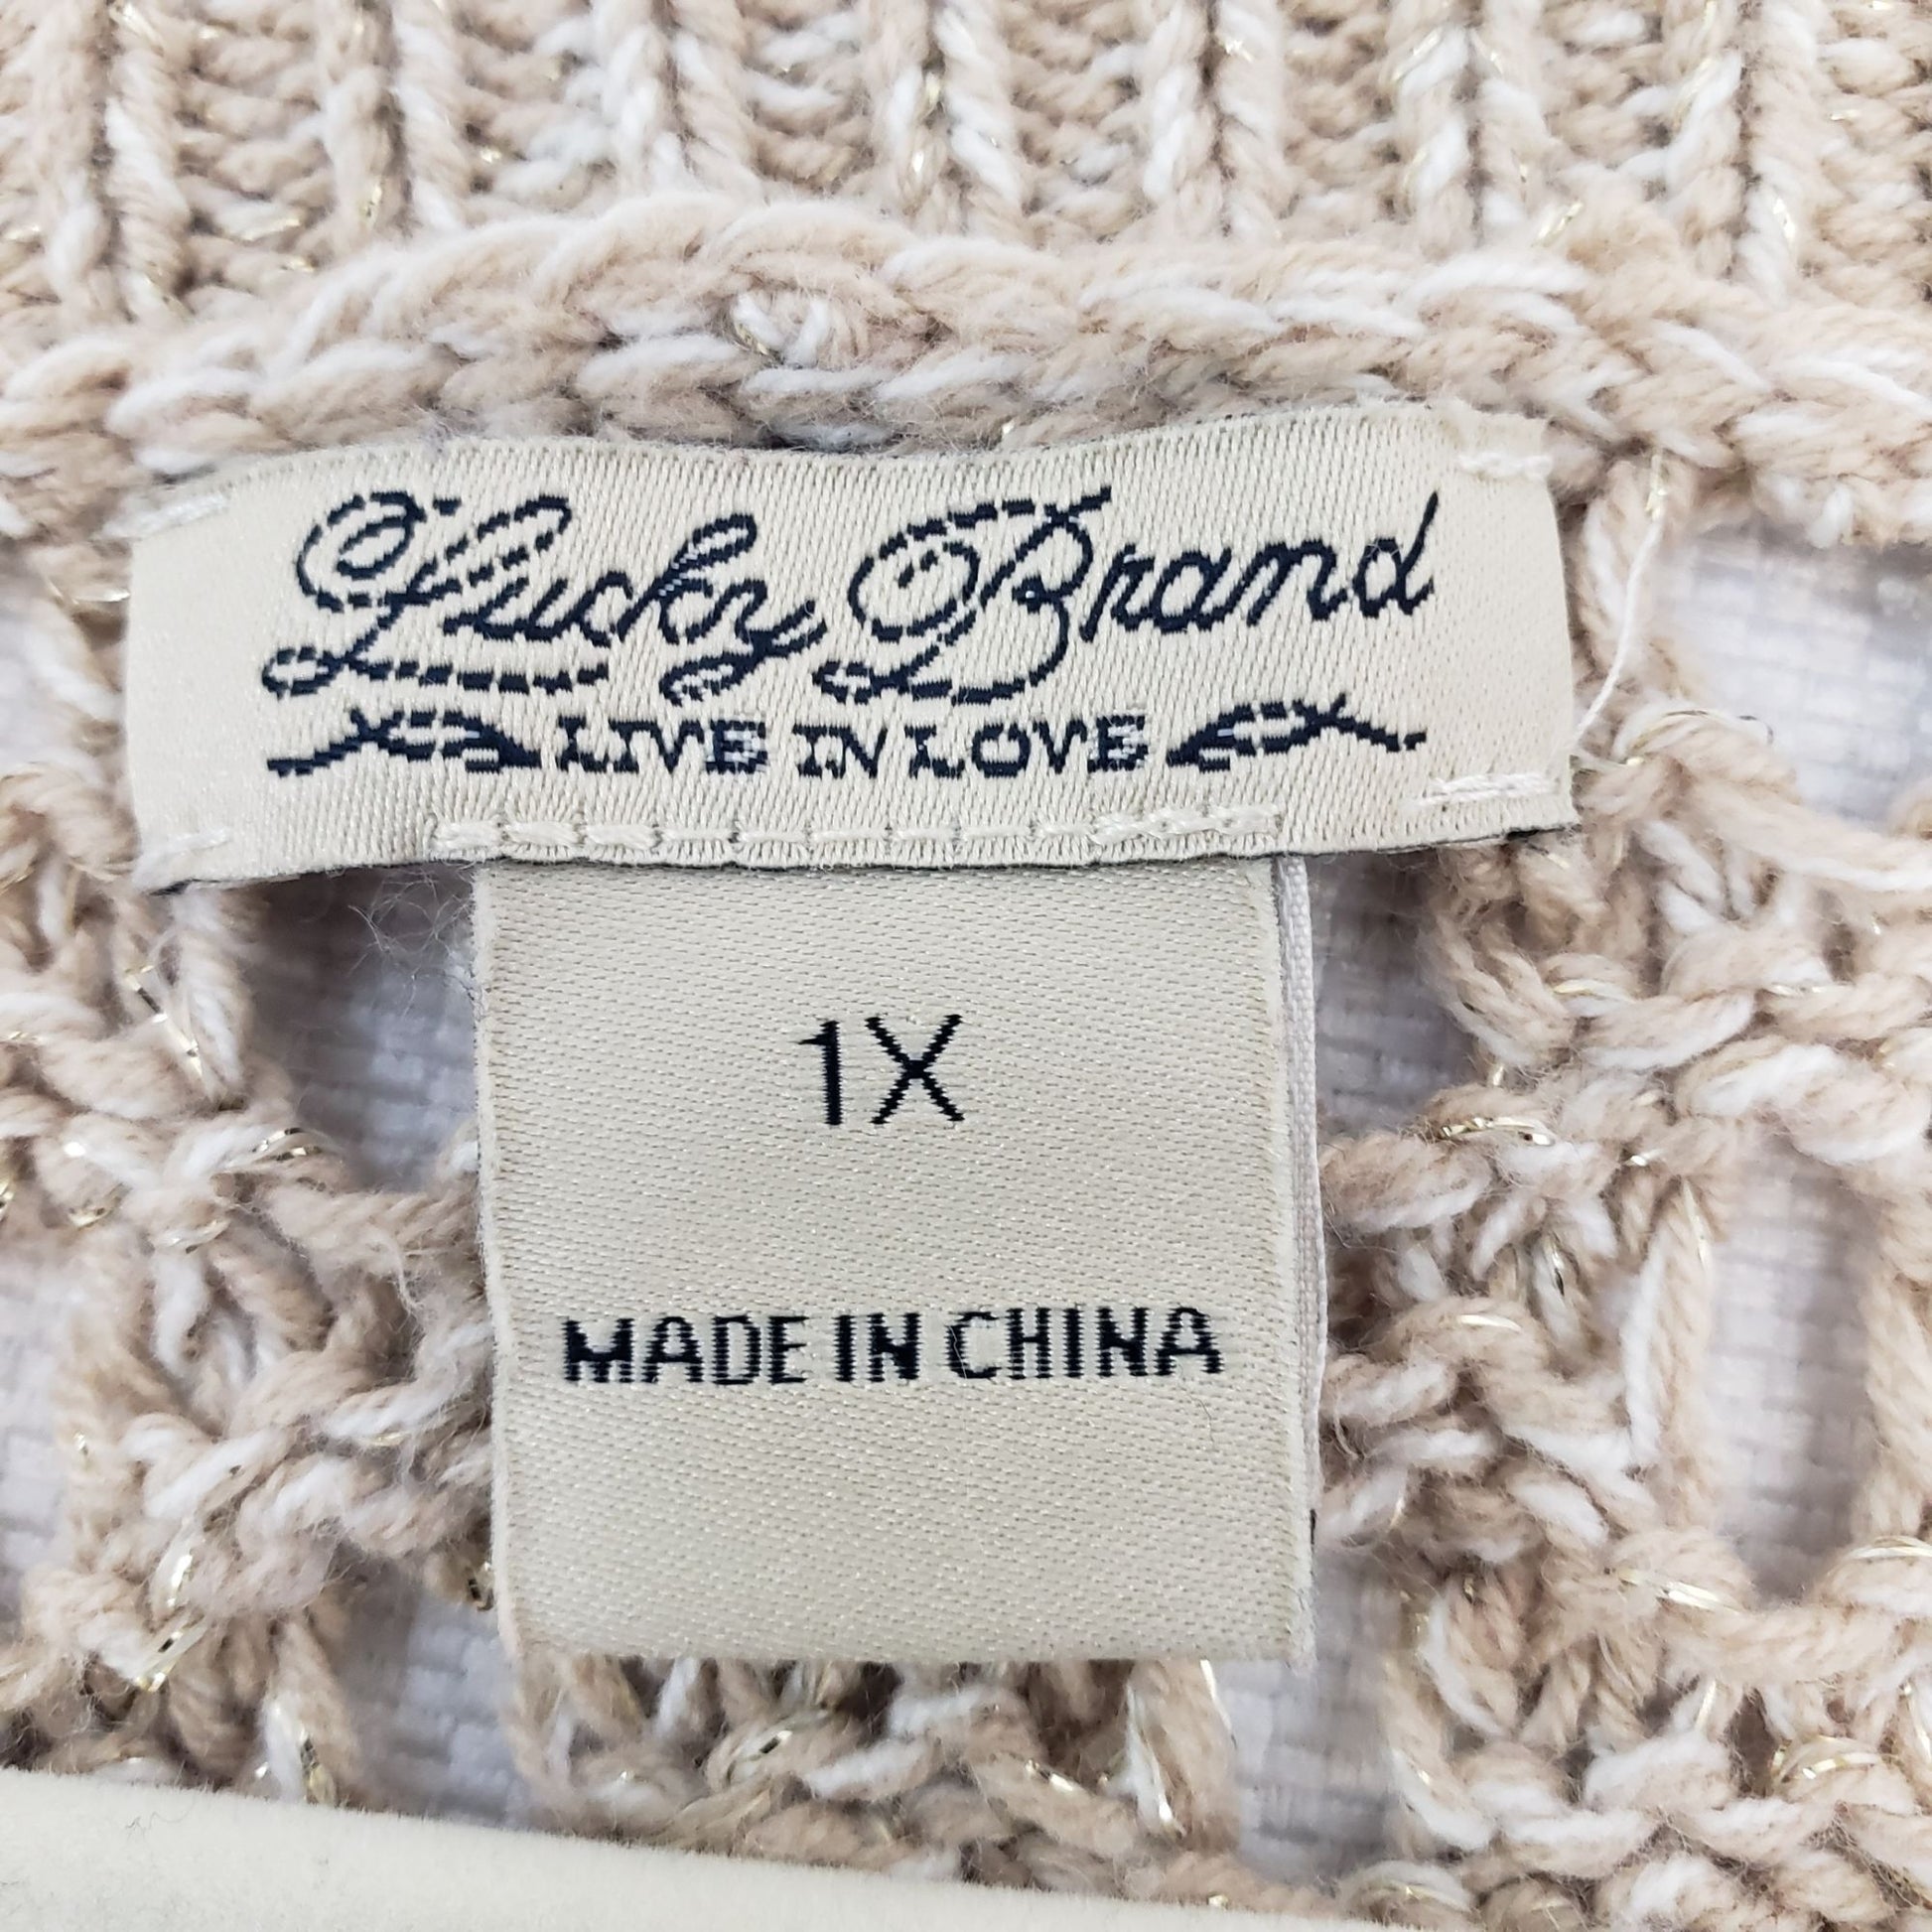 Lucky Brand
LIVE IN LOVE
1X
MADE IN CHINA